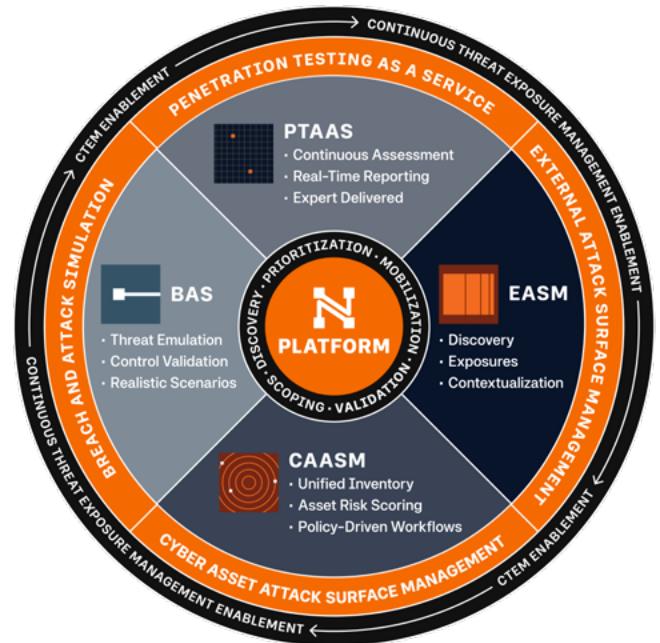 CONTINUOUS THREAT EXPOSURE MANAGEMENT ENABLEMENT
CTEM ENABLEMENT
CONTINUOUS THREAT EXPOSURE MANAGEMENT ENABLEMENT
CTEM ENABLEMENT
PENETRATION TESTING AS A SERVICE
EXTERNAL ATTACK SURFACE MANAGEMENT
CYBER ASSET ATTACK SURFACE MANAGEMENT
BREACH AND ATTACK SIMULATION
PTAAS
· Continuous Assessment
· Real-Time Reporting
· Expert Delivered
EASM
· Discovery
· Exposures
· Contextualization
CAASM
· Unified Inventory
· Asset Risk Scoring
· Policy-Driven Workflows
BAS
· Threat Emulation
· Control Validation
· Realistic Scenarios
DISCOVERY · PRIORITIZATION · MOBILIZATION · VALIDATION · SCOPING ·
N
PLATFORM